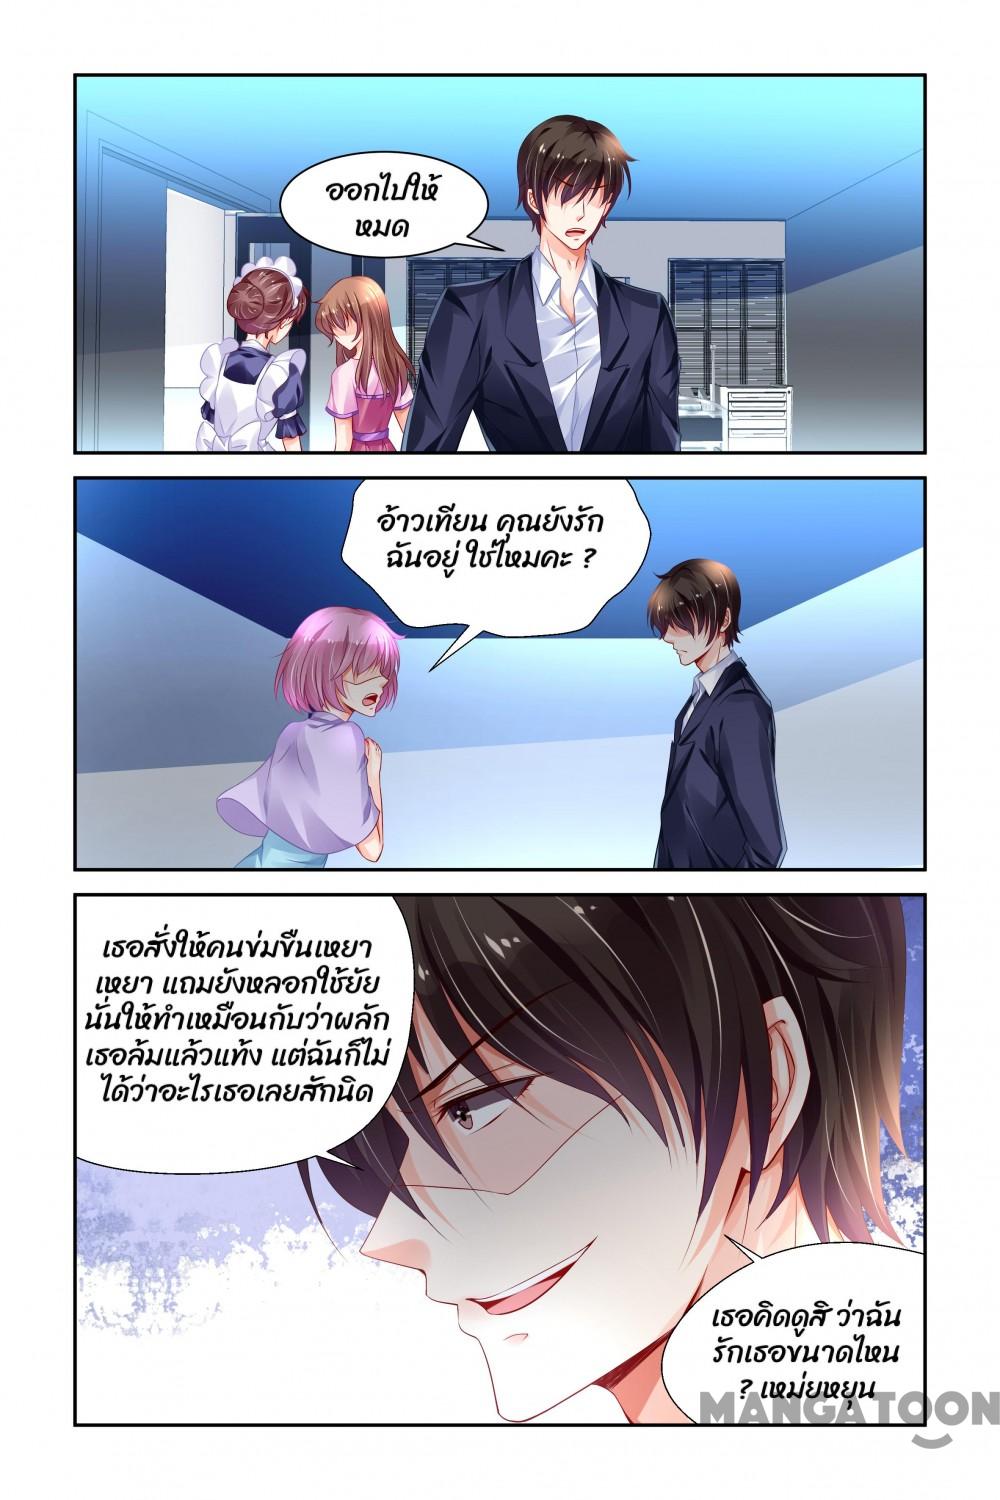 ออกไปให้
หมด
อ้าวเทียน คุณยังรัก
ฉันอยู่ ใช่ไหมคะ ?
เธอสั่งให้คนข่มขืนเหยา
เหยา แถมยังหลอกใช้ยัย
นั่นให้ทำเหมือนกับว่าผลัก
เธอล้มแล้วแท้ง แต่ฉันก็ไม่
ได้ว่าอะไรเธอเลยสักนิด
เธอคิดดูสิ ว่าฉัน
รักเธอขนาดไหน
? เหม่ยหยุน
MANGATOON